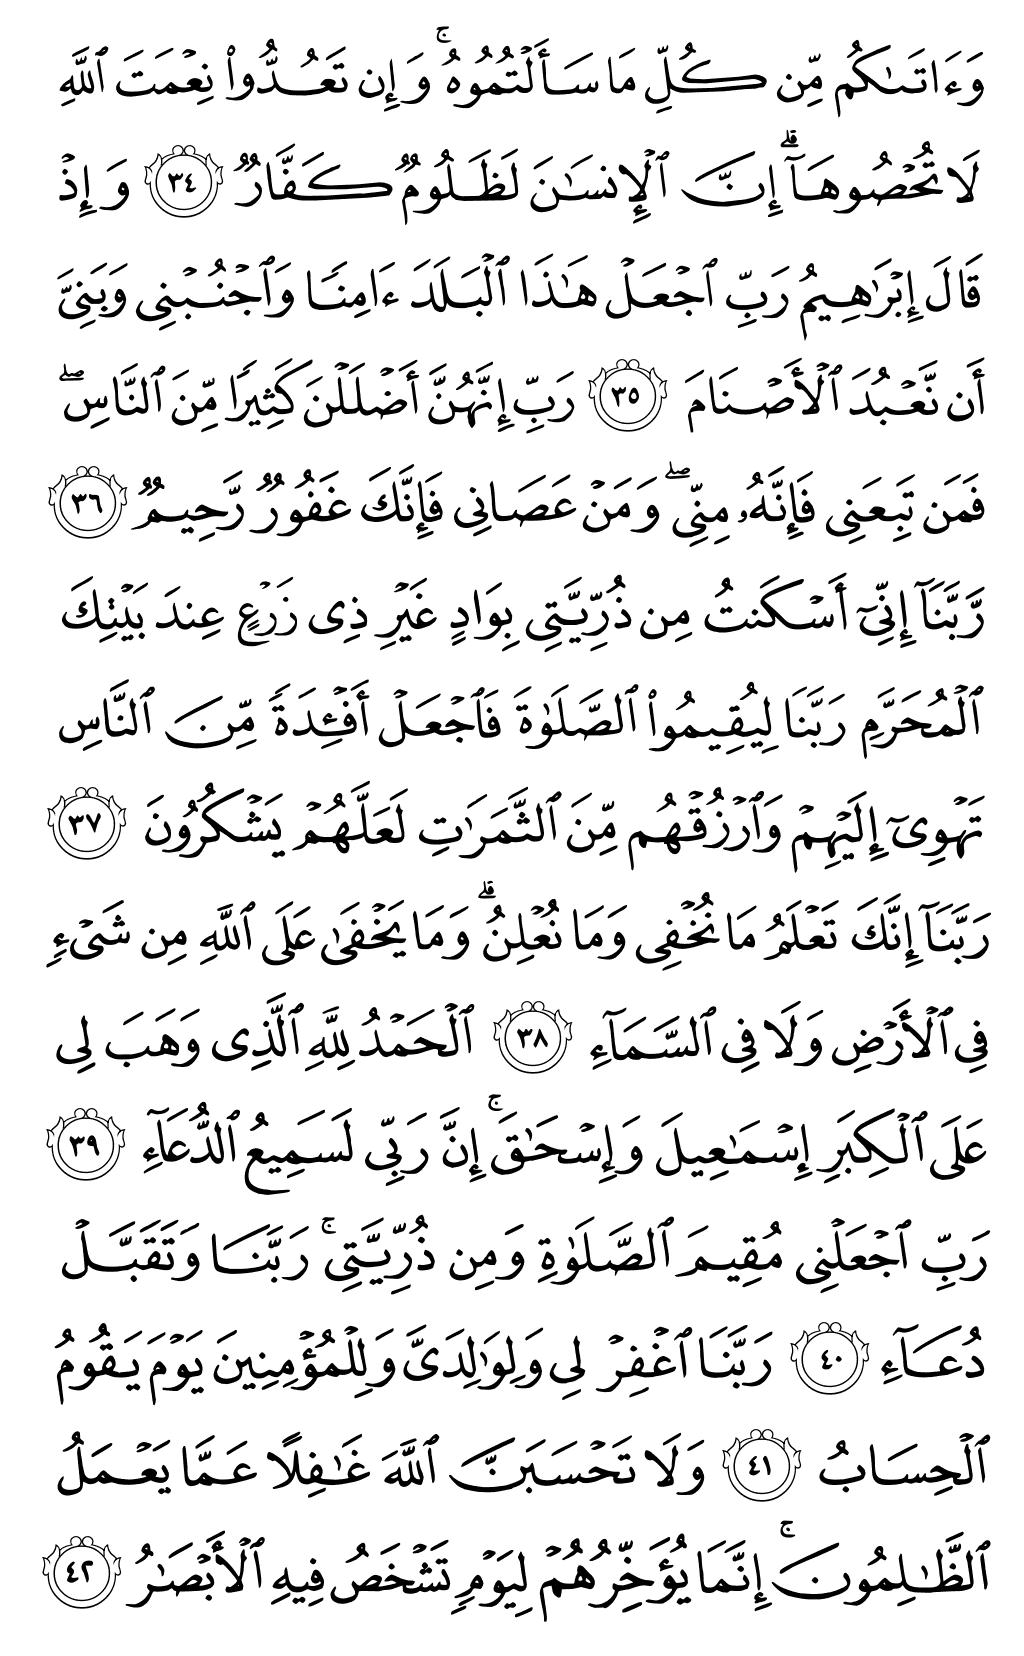 وَءَاتَىٰكُم مِّن كُلِّ مَا سَأَلْتُمُوهُ ۚ وَإِن تَعُدُّوا۟ نِعْمَتَ ٱللَّهِ
لَا تُحْصُوهَآ ۗ إِنَّ ٱلْإِنسَٰنَ لَظَلُومٌ كَفَّارٌ ٣٤ وَإِذْ
قَالَ إِبْرَٰهِيمُ رَبِّ ٱجْعَلْ هَٰذَا ٱلْبَلَدَ ءَامِنًا وَٱجْنُبْنِى وَبَنِىَّ
أَن نَّعْبُدَ ٱلْأَصْنَامَ ٣٥ رَبِّ إِنَّهُنَّ أَضْلَلْنَ كَثِيرًا مِّنَ ٱلنَّاسِ ۖ
فَمَن تَبِعَنِى فَإِنَّهُۥ مِنِّى ۖ وَمَنْ عَصَانِى فَإِنَّكَ غَفُورٌ رَّحِيمٌ ٣٦
رَّبَّنَآ إِنِّىٓ أَسْكَنتُ مِن ذُرِّيَّتِى بِوَادٍ غَيْرِ ذِى زَرْعٍ عِندَ بَيْتِكَ
ٱلْمُحَرَّمِ رَبَّنَا لِيُقِيمُوا۟ ٱلصَّلَوٰةَ فَٱجْعَلْ أَفْـِٔدَةً مِّنَ ٱلنَّاسِ
تَهْوِىٓ إِلَيْهِمْ وَٱرْزُقْهُم مِّنَ ٱلثَّمَرَٰتِ لَعَلَّهُمْ يَشْكُرُونَ ٣٧
رَبَّنَآ إِنَّكَ تَعْلَمُ مَا نُخْفِى وَمَا نُعْلِنُ ۗ وَمَا يَخْفَىٰ عَلَى ٱللَّهِ مِن شَىْءٍ
فِى ٱلْأَرْضِ وَلَا فِى ٱلسَّمَآءِ ٣٨ ٱلْحَمْدُ لِلَّهِ ٱلَّذِى وَهَبَ لِى
عَلَى ٱلْكِبَرِ إِسْمَٰعِيلَ وَإِسْحَٰقَ ۚ إِنَّ رَبِّى لَسَمِيعُ ٱلدُّعَآءِ ٣٩
رَبِّ ٱجْعَلْنِى مُقِيمَ ٱلصَّلَوٰةِ وَمِن ذُرِّيَّتِى ۚ رَبَّنَا وَتَقَبَّلْ
دُعَآءِ ٤٠ رَبَّنَا ٱغْفِرْ لِى وَلِوَٰلِدَىَّ وَلِلْمُؤْمِنِينَ يَوْمَ يَقُومُ
ٱلْحِسَابُ ٤١ وَلَا تَحْسَبَنَّ ٱللَّهَ غَٰفِلًا عَمَّا يَعْمَلُ
ٱلظَّٰلِمُونَ ۚ إِنَّمَا يُؤَخِّرُهُمْ لِيَوْمٍ تَشْخَصُ فِيهِ ٱلْأَبْصَٰرُ ٤٢